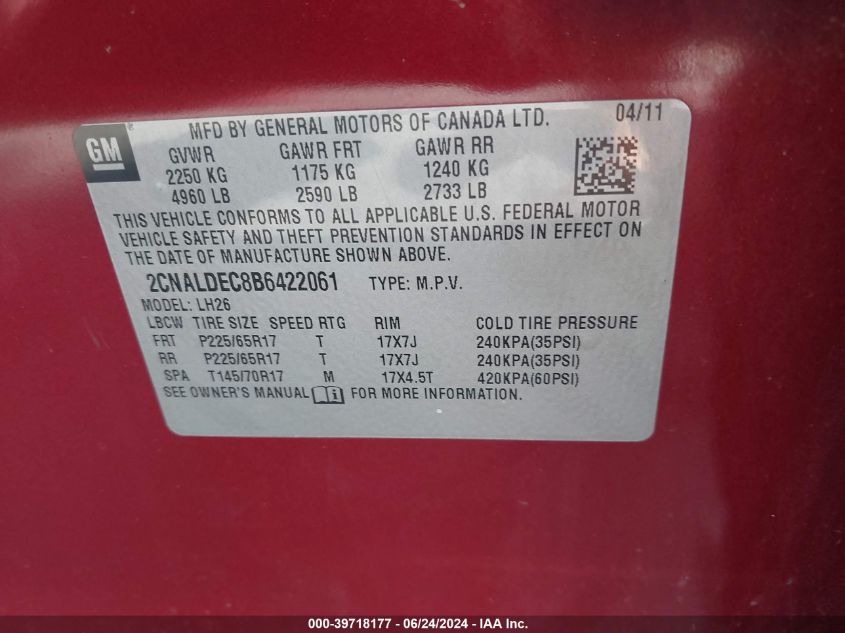 MFD BY GENERAL MOTORS OF CANADA LTD. 04/11
GM
GVWR GAWR FRT GAWR RR
2250 KG 1175 KG 1240 KG
4960 LB 2590 LB 2733 LB
THIS VEHICLE CONFORMS TO ALL APPLICABLE U.S. FEDERAL MOTOR
VEHICLE SAFETY AND THEFT PREVENTION STANDARDS IN EFFECT ON
THE DATE OF MANUFACTURE SHOWN ABOVE.
2CNALDEC8B6422061 TYPE: M.P.V.
MODEL: LH26
LBCW TIRE SIZE SPEED RTG RIM COLD TIRE PRESSURE
FRT P225/65R17 T 17X7J 240KPA(35PSI)
RR P225/65R17 T 17X7J 240KPA(35PSI)
SPA T145/70R17 M 17X4.5T 420KPA(60PSI)
SEE OWNER'S MANUAL FOR MORE INFORMATION.
000-39718177 - 06/24/2024 - IAA Inc.